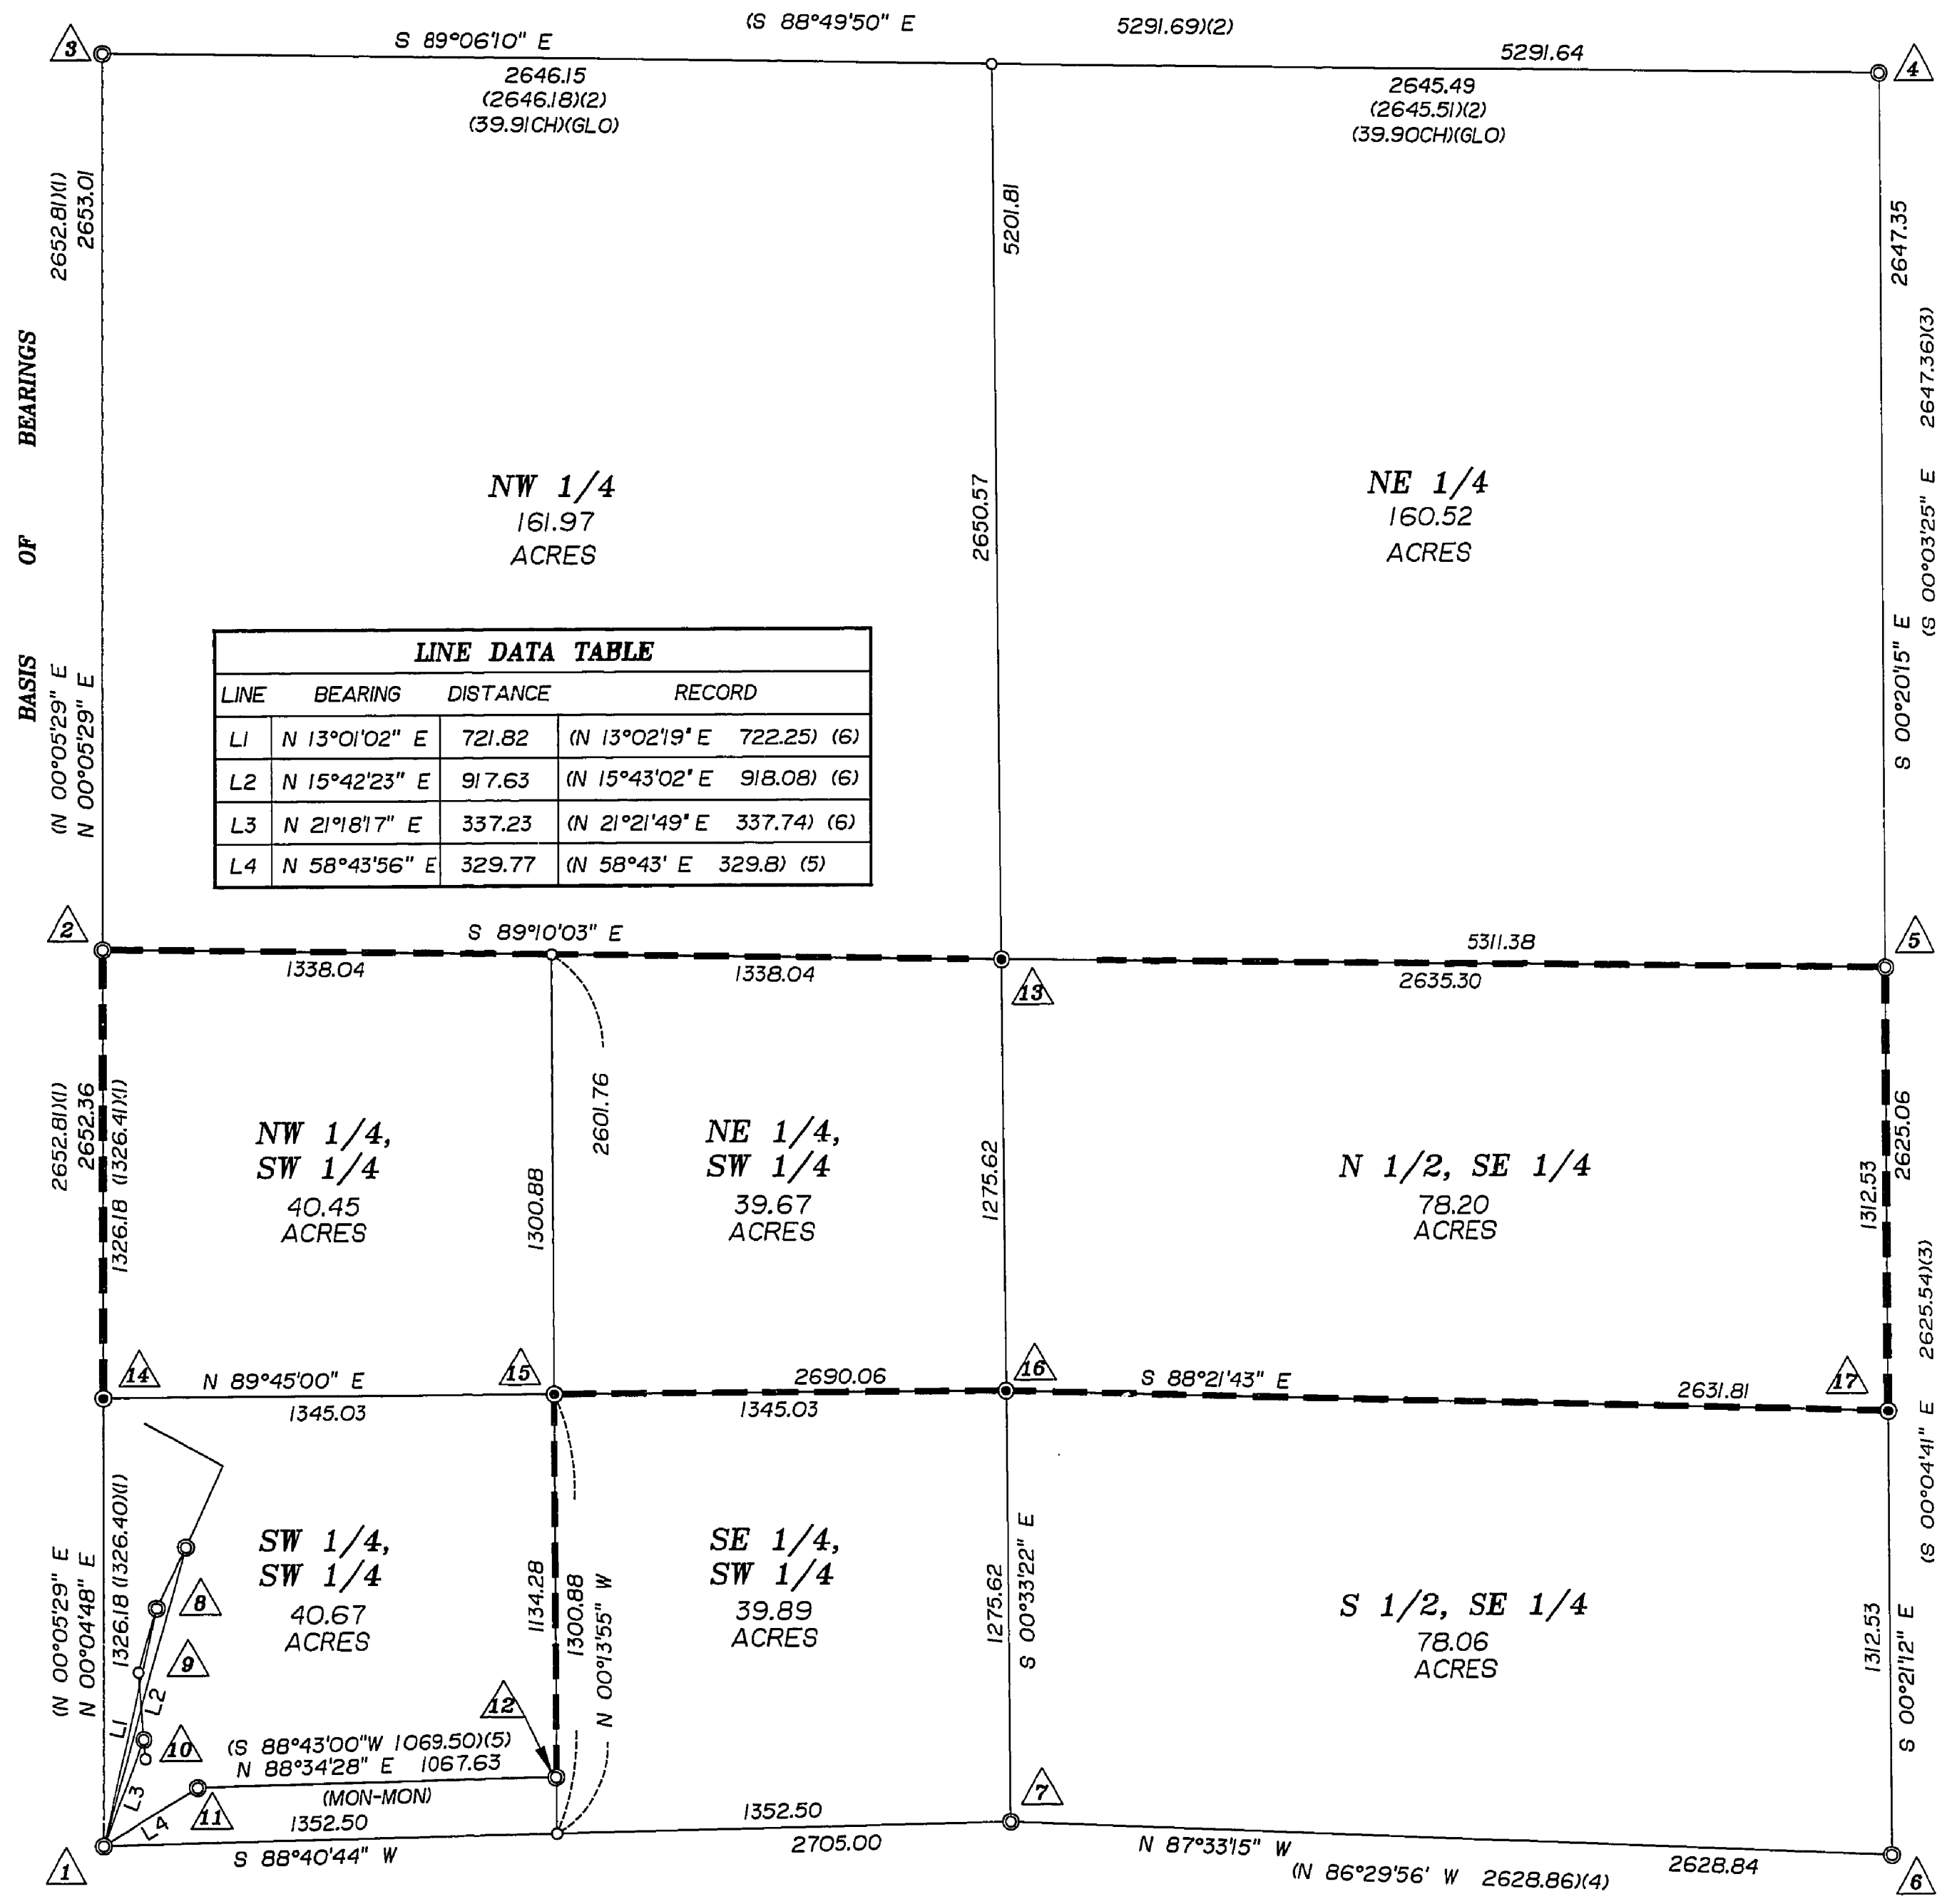 (S 88°49'50" E 5291.69)(2)
S 89°06'10" E
5291.64
3
4
2646.15
(2646.18)(2)
(39.91CH)(GLO)
2645.49
(2645.51)(2)
(39.90CH)(GLO)
2652.81)(1)
2653.01
5201.81
2647.35
2647.36)(3)
BASIS OF BEARINGS
(N 00°05'29" E
N 00°05'29" E
2650.57
(S 00°03'25" E
S 00°20'15" E
NW 1/4
161.97
ACRES
NE 1/4
160.52
ACRES
LINE DATA TABLE
LINE BEARING DISTANCE RECORD
L1 N 13°01'02" E 721.82 (N 13°02'19" E 722.25) (6)
L2 N 15°42'23" E 917.63 (N 15°43'02" E 918.08) (6)
L3 N 21°18'17" E 337.23 (N 21°21'49" E 337.74) (6)
L4 N 58°43'56" E 329.77 (N 58°43' E 329.8) (5)
2
S 89°10'03" E
5311.38
5
1338.04
1338.04
13
2635.30
2652.81)(1)
2652.36
1326.18 (1326.41)(1)
2601.76
1300.88
1275.62
2625.06
1312.53
2625.54)(3)
NW 1/4,
SW 1/4
40.45
ACRES
NE 1/4,
SW 1/4
39.67
ACRES
N 1/2, SE 1/4
78.20
ACRES
14
N 89°45'00" E
15
2690.06
16
S 88°21'43" E
2631.81
17
1345.03
1345.03
(N 00°05'29" E
N 00°04'48" E
1326.18 (1326.40)(1)
1134.28
1300.88
N 00°13'55" W
1275.62
S 00°33'22" E
1312.53
S 00°21'12" E
(S 00°04'41" E
SW 1/4,
SW 1/4
40.67
ACRES
SE 1/4,
SW 1/4
39.89
ACRES
S 1/2, SE 1/4
78.06
ACRES
8
9
L1
L2
10
12
(S 88°43'00"W 1069.50)(5)
N 88°34'28" E 1067.63
(MON-MON)
L3
L4
11
7
1352.50
1352.50
1
S 88°40'44" W
2705.00
N 87°33'15" W
2628.84
(N 86°29'56' W 2628.86)(4)
6